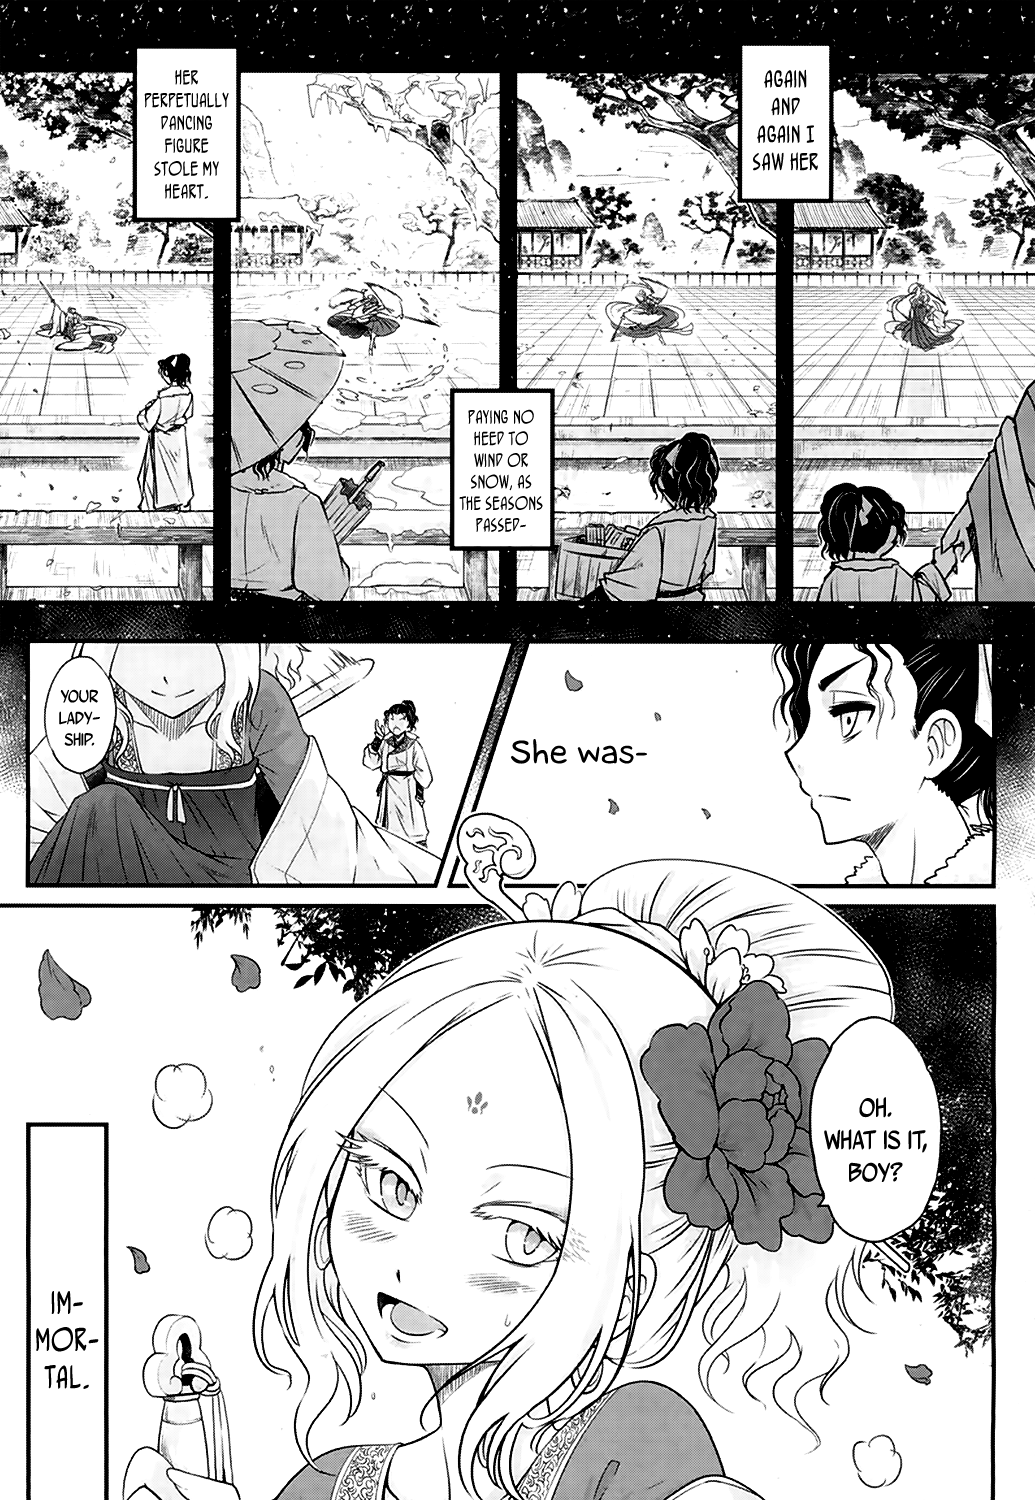 AGAIN
AND
AGAIN I
SAW HER
PAYING NO
HEED TO
WIND OR
SNOW, AS
THE SEASONS
PASSED-
HER
PERPETUALLY
DANCING
FIGURE
STOLE MY
HEART.
She was-
YOUR
LADY-
SHIP.
OH.
WHAT IS IT,
BOY?
IM-
MOR-
TAL.